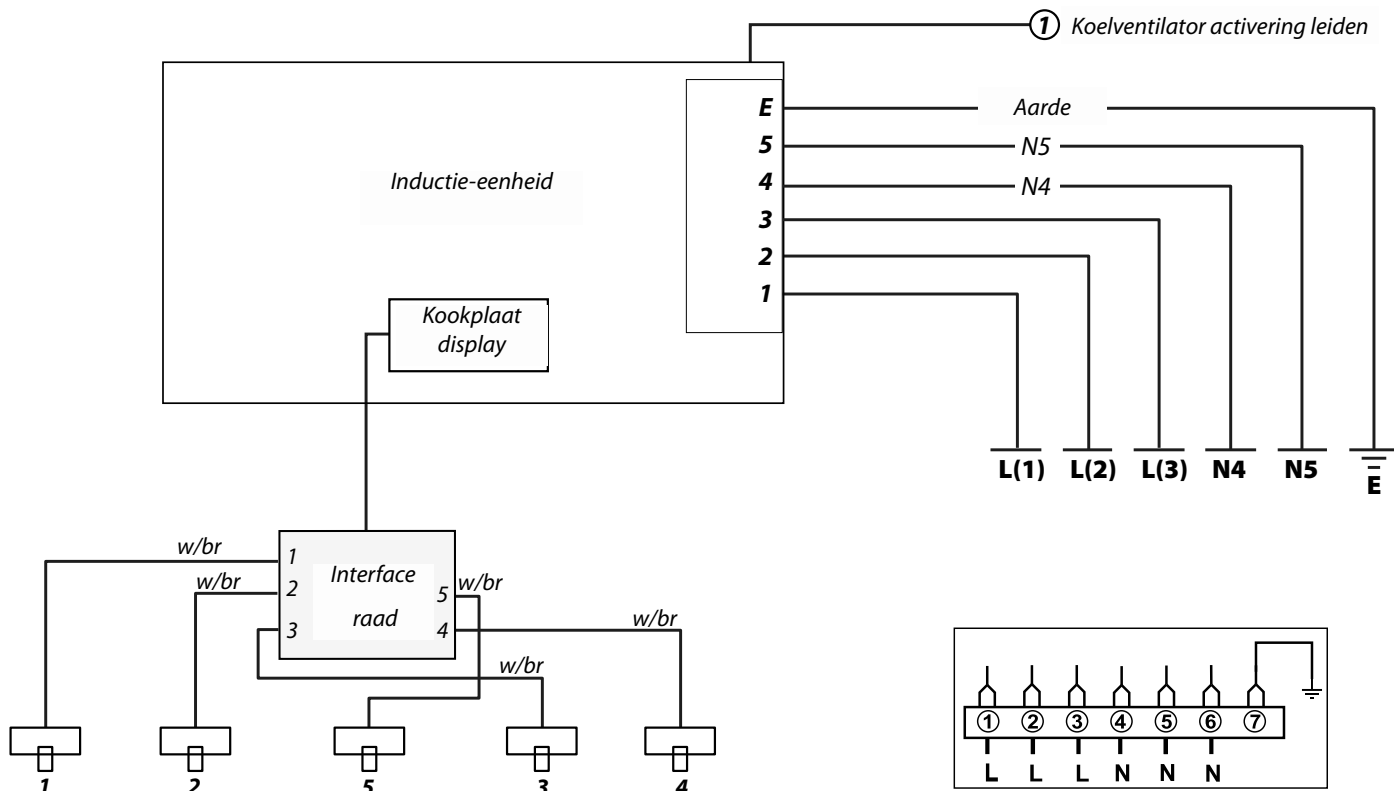 1 Koelventilator activering leiden
E Aarde
5 N5
Inductie-eenheid
4 N4
3
2
1
Kookplaat
display
L(1) L(2) L(3) N4 N5 E
w/br 1
w/br 2
Interface
raad
5 w/br
3
4 w/br
w/br
1 2 5 3 4
1 2 3 4 5 6 7
L L L N N N